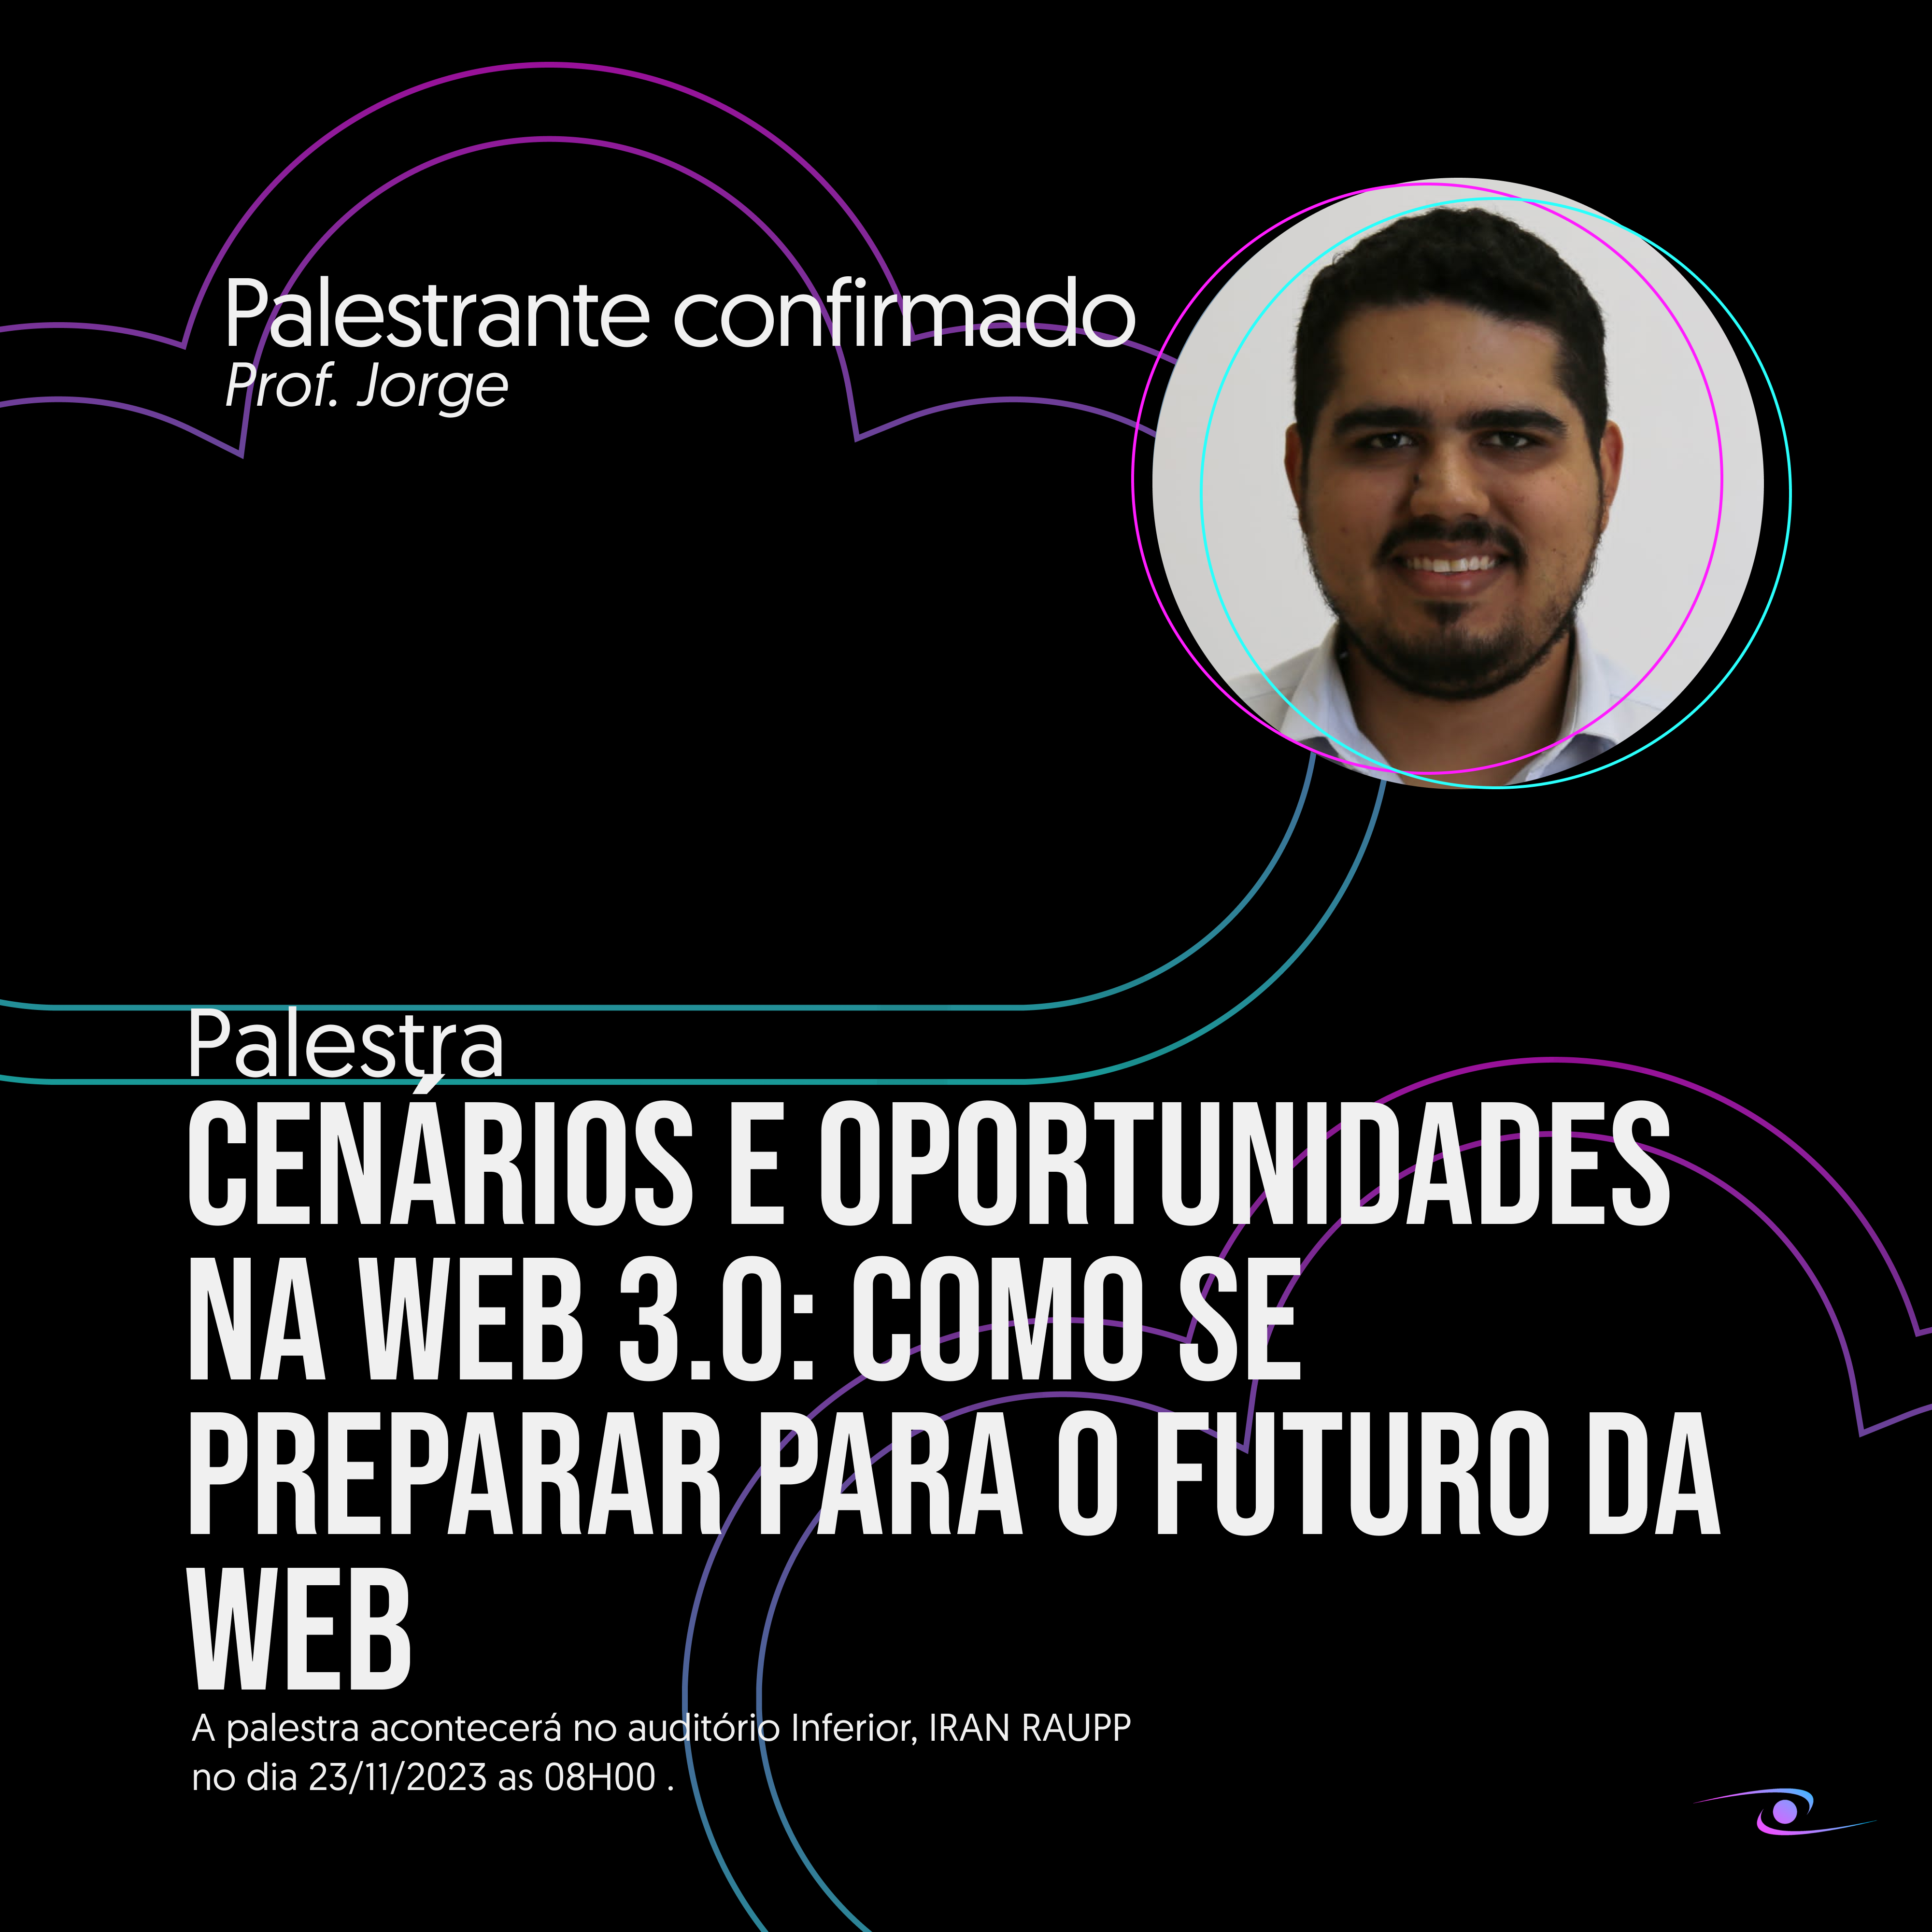 Palestrante confirmado
Prof. Jorge
Palestra
CENÁRIOS E OPORTUNIDADES
NA WEB 3.0: COMO SE
PREPARAR PARA O FUTURO DA
WEB
A palestra acontecerá no auditório Inferior, IRAN RAUPP
no dia 23/11/2023 as 08H00 .